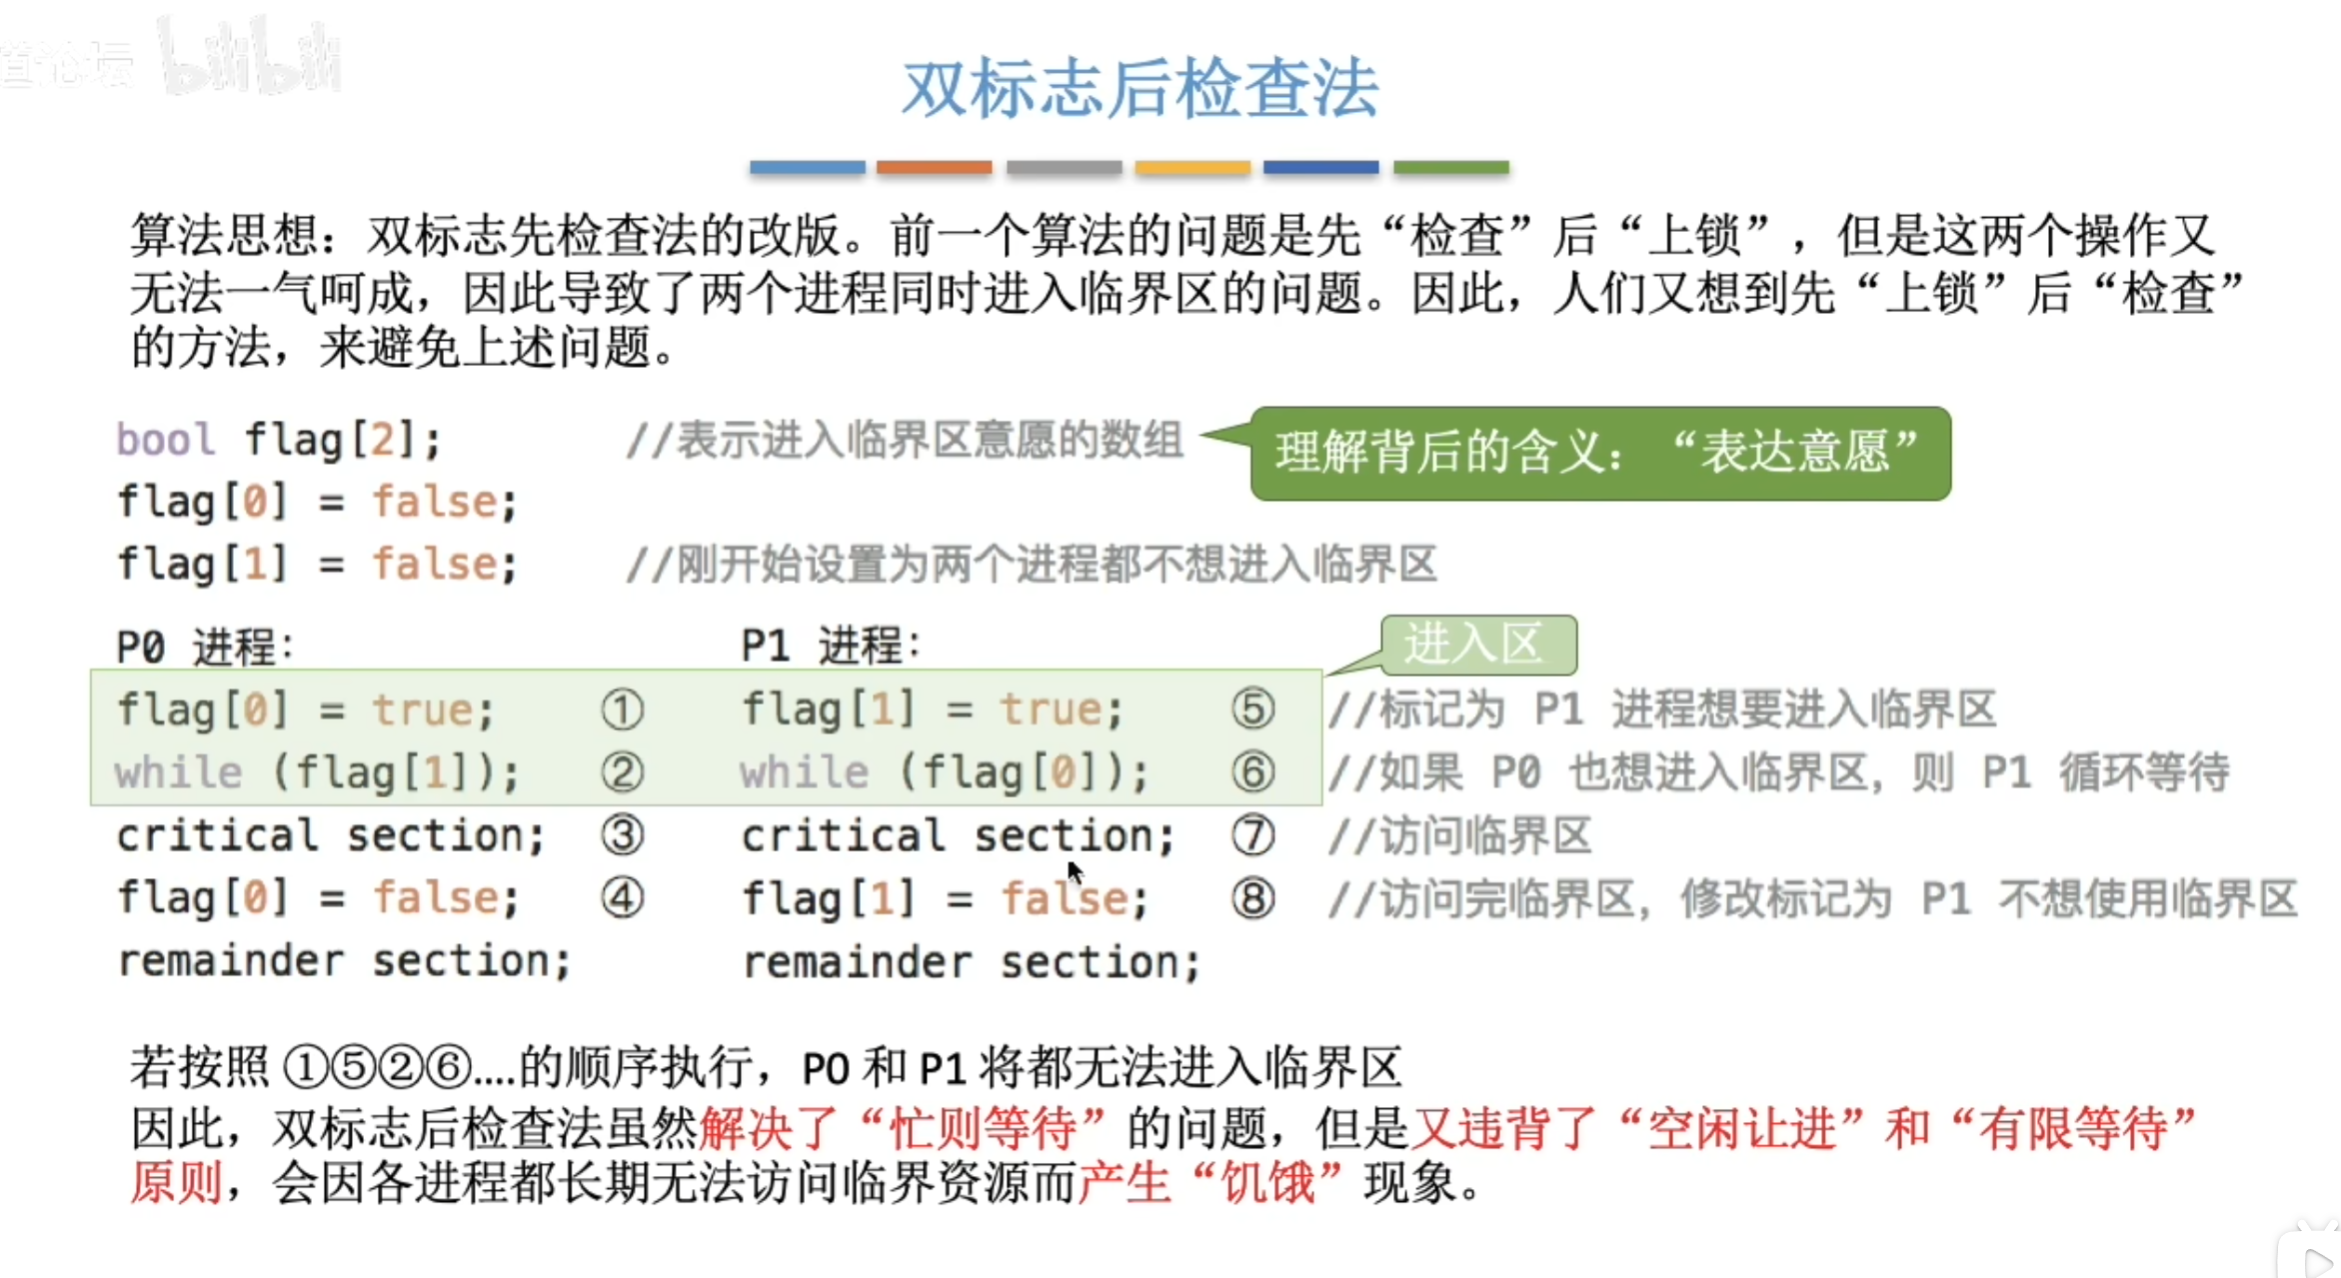 道论坛 bilibili
双标志后检查法
算法思想：双标志先检查法的改版。前一个算法的问题是先“检查”后“上锁”，但是这两个操作又
无法一气呵成，因此导致了两个进程同时进入临界区的问题。因此，人们又想到先“上锁”后“检查”
的方法，来避免上述问题。
bool flag[2]; //表示进入临界区意愿的数组 理解背后的含义：“表达意愿”
flag[0] = false;
flag[1] = false; //刚开始设置为两个进程都不想进入临界区
P0 进程： P1 进程： 进入区
flag[0] = true; ① flag[1] = true; ⑤ //标记为 P1 进程想要进入临界区
while (flag[1]); ② while (flag[0]); ⑥ //如果 P0 也想进入临界区，则 P1 循环等待
critical section; ③ critical section; ⑦ //访问临界区
flag[0] = false; ④ flag[1] = false; ⑧ //访问完临界区，修改标记为 P1 不想使用临界区
remainder section; remainder section;
若按照 ①⑤②⑥....的顺序执行，P0 和 P1 将都无法进入临界区
因此，双标志后检查法虽然解决了“忙则等待”的问题，但是又违背了“空闲让进”和“有限等待”
原则，会因各进程都长期无法访问临界资源而产生“饥饿”现象。